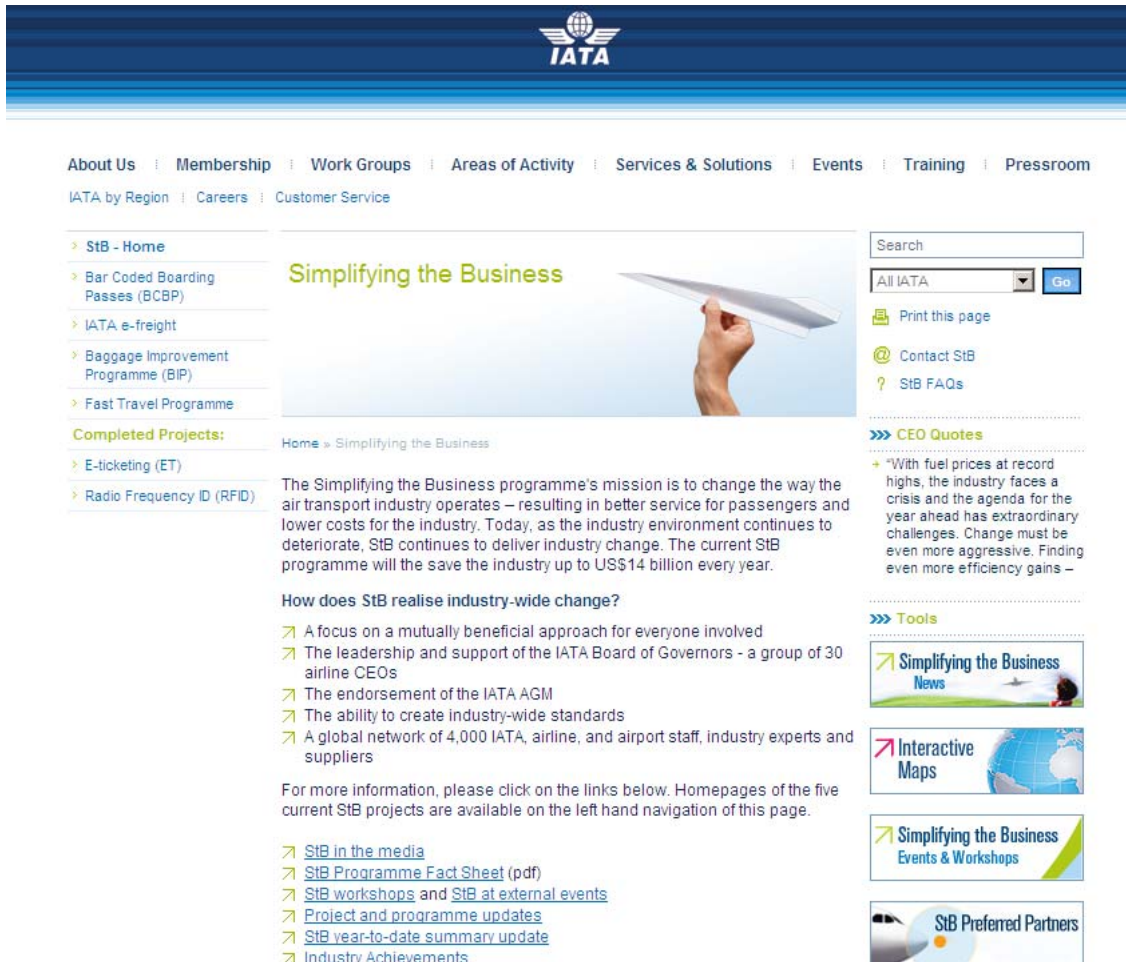 IATA
About Us Membership Work Groups Areas of Activity Services & Solutions Events Training Pressroom
IATA by Region Careers Customer Service
StB - Home
Bar Coded Boarding
Passes (BCBP)
IATA e-freight
Baggage Improvement
Programme (BIP)
Fast Travel Programme
Completed Projects:
E-ticketing (ET)
Radio Frequency ID (RFID)
Simplifying the Business
Home » Simplifying the Business
The Simplifying the Business programme's mission is to change the way the
air transport industry operates – resulting in better service for passengers and
lower costs for the industry. Today, as the industry environment continues to
deteriorate, StB continues to deliver industry change. The current StB
programme will the save the industry up to US$14 billion every year.
How does StB realise industry-wide change?
A focus on a mutually beneficial approach for everyone involved
The leadership and support of the IATA Board of Governors - a group of 30
airline CEOs
The endorsement of the IATA AGM
The ability to create industry-wide standards
A global network of 4,000 IATA, airline, and airport staff, industry experts and
suppliers
For more information, please click on the links below. Homepages of the five
current StB projects are available on the left hand navigation of this page.
StB in the media
StB Programme Fact Sheet (pdf)
StB workshops and StB at external events
Project and programme updates
StB year-to-date summary update
Industry Achievements
Search
All IATA Go
Print this page
@ Contact StB
? StB FAQs
CEO Quotes
"With fuel prices at record
highs, the industry faces a
crisis and the agenda for the
year ahead has extraordinary
challenges. Change must be
even more aggressive. Finding
even more efficiency gains –
Tools
Simplifying the Business
News
Interactive
Maps
Simplifying the Business
Events & Workshops
StB Preferred Partners